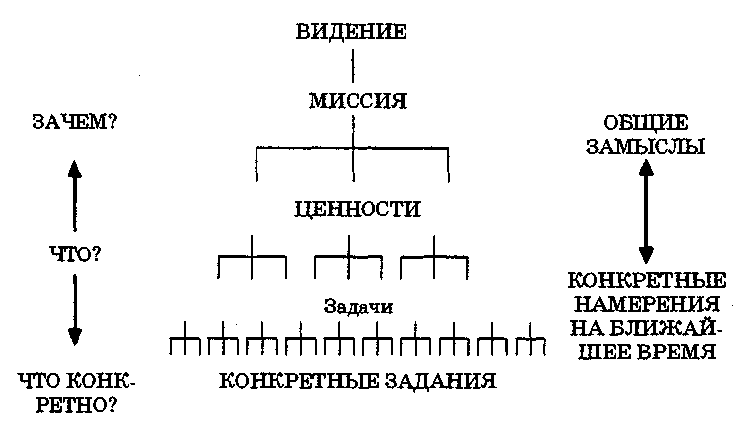 ВИДЕНИЕ
МИССИЯ
ЗАЧЕМ?
ОБЩИЕ
ЗАМЫСЛЫ
ЦЕННОСТИ
ЧТО?
КОНКРЕТНЫЕ
НАМЕРЕНИЯ
НА БЛИЖАЙ-
ШЕЕ ВРЕМЯ
Задачи
ЧТО КОНК-
РЕТНО?
КОНКРЕТНЫЕ ЗАДАНИЯ